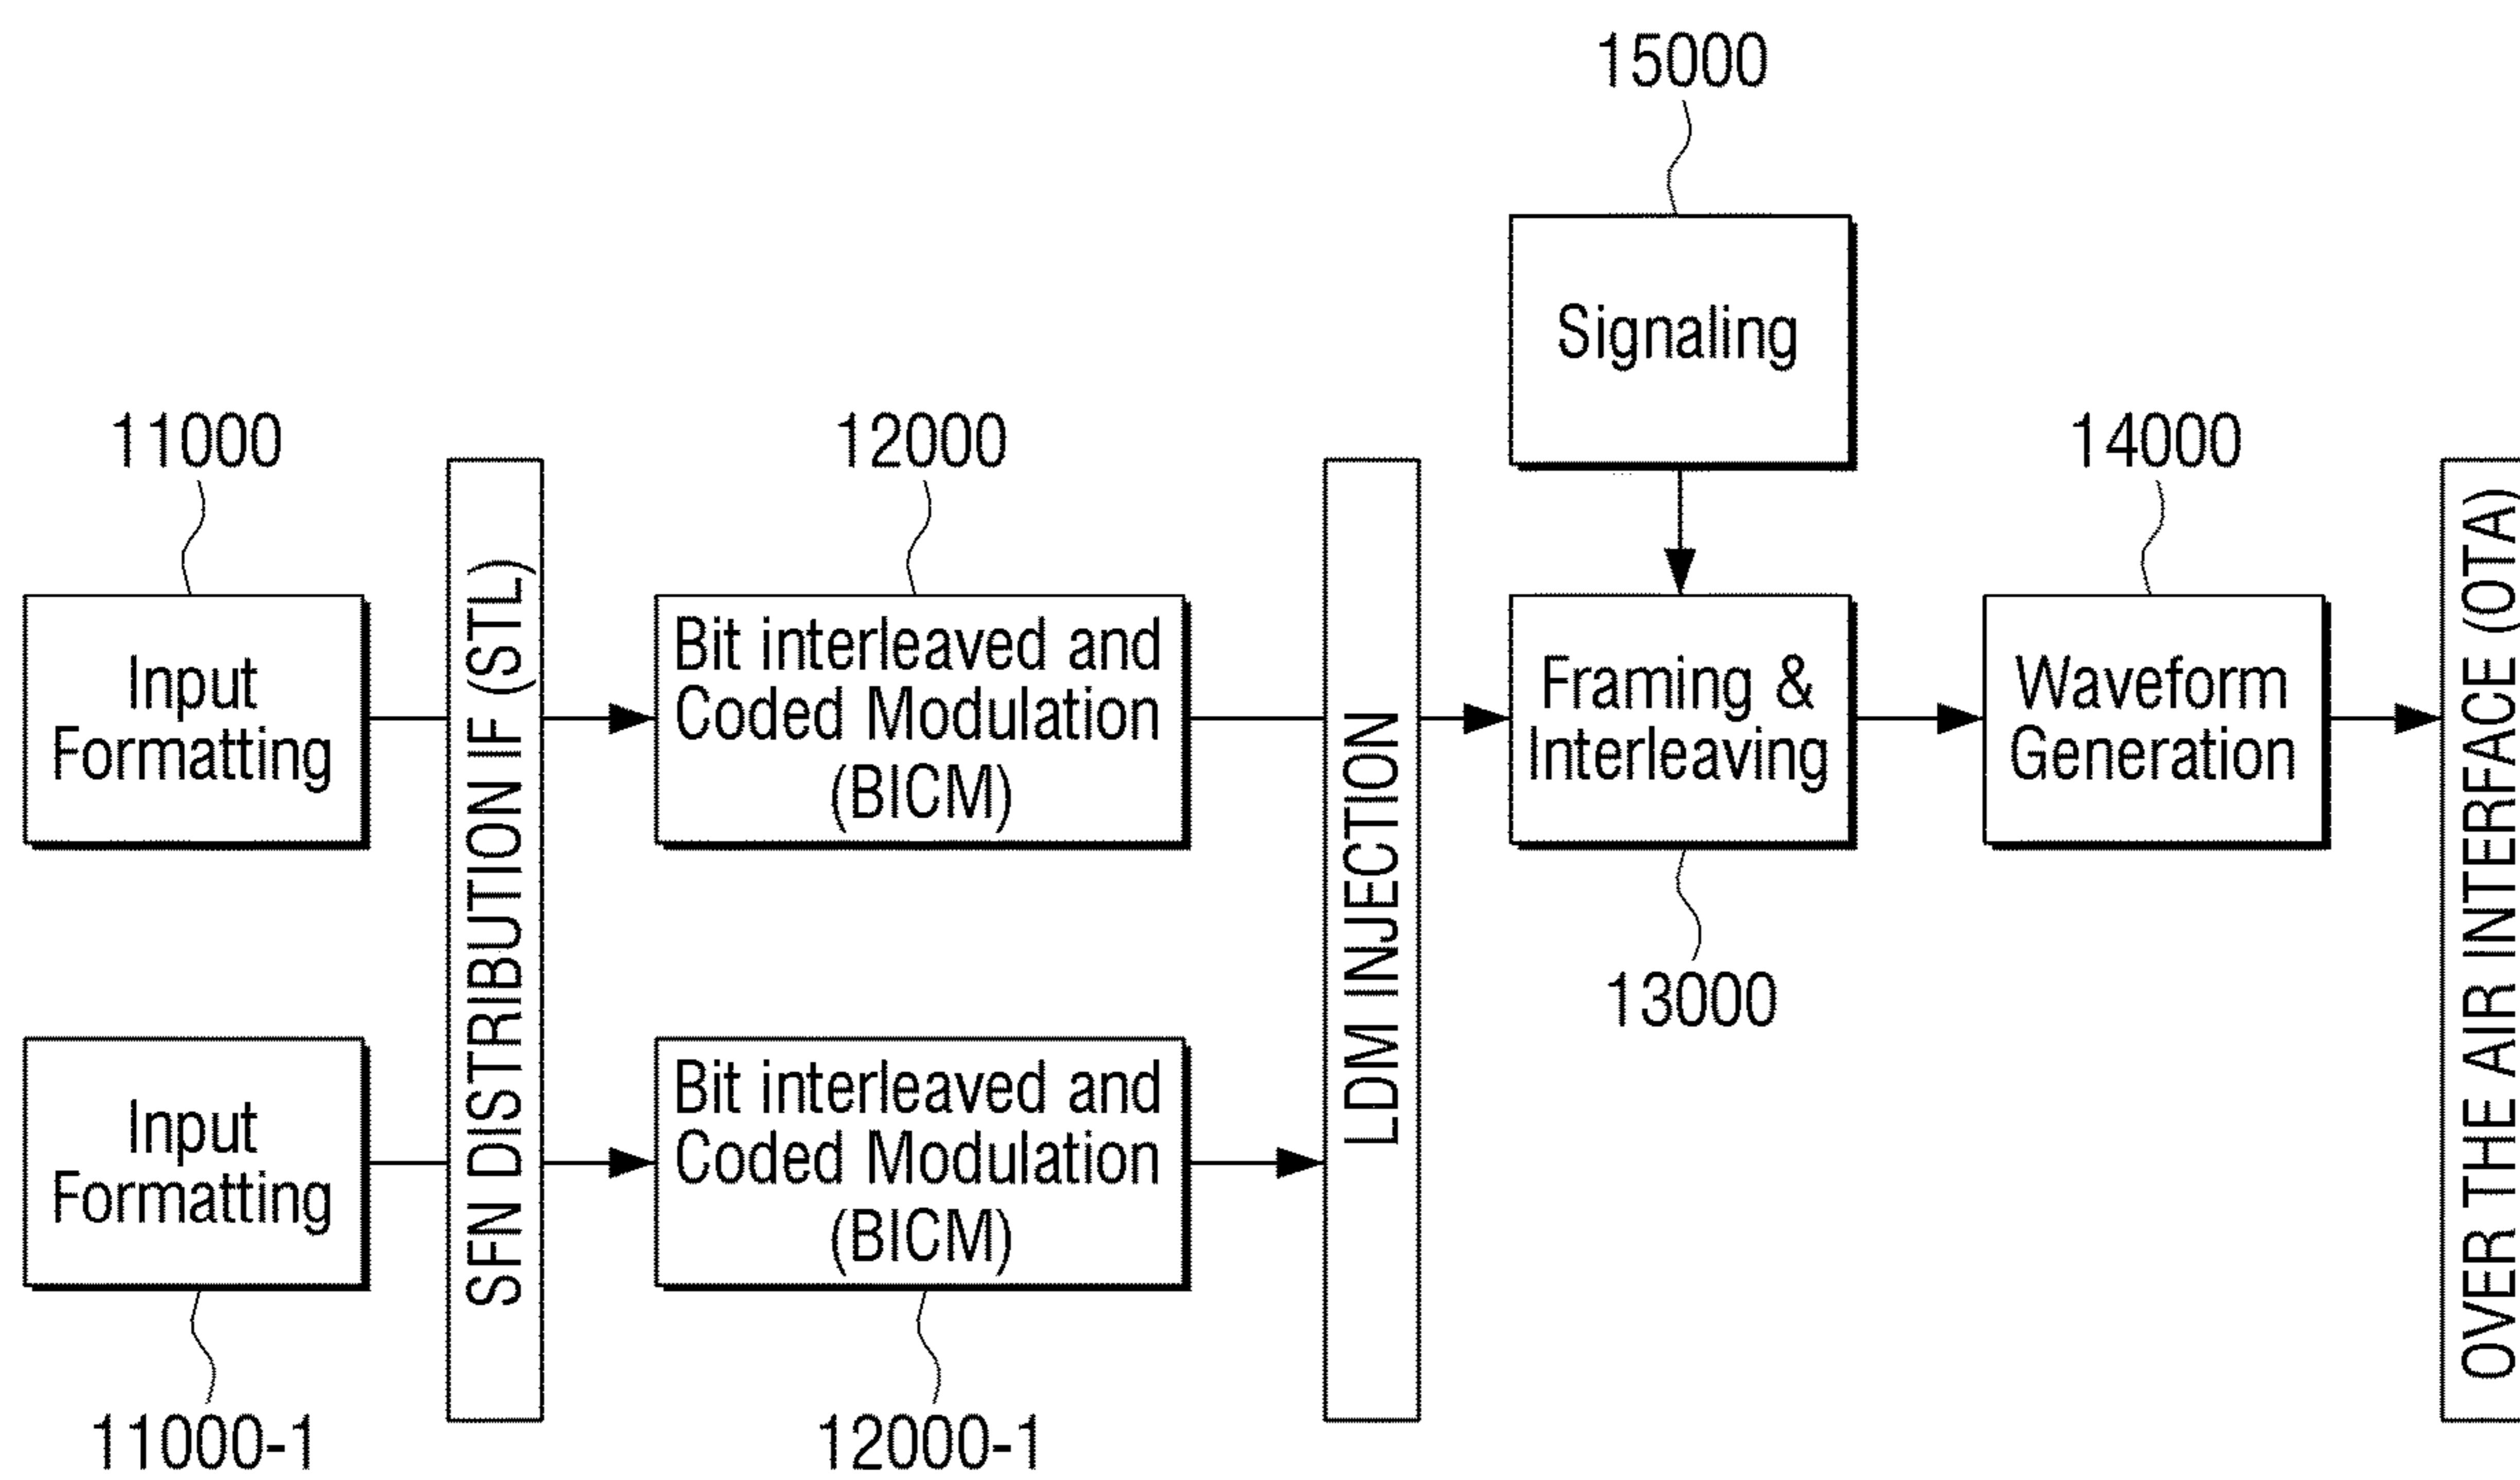 15000
Signaling
11000
12000
14000
Input
Formatting
SFN DISTRIBUTION IF (STL)
Bit interleaved and
Coded Modulation
(BICM)
LDM INJECTION
Framing &
Interleaving
Waveform
Generation
OVER THE AIR INTERFACE (OTA)
13000
Input
Formatting
Bit interleaved and
Coded Modulation
(BICM)
11000-1
12000-1